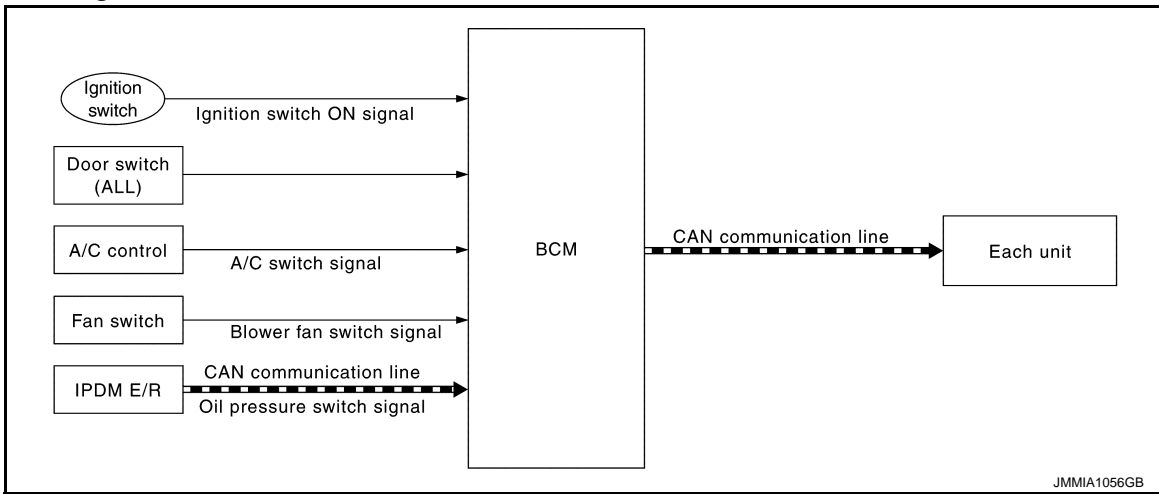 Ignition
switch
Ignition switch ON signal
Door switch
(ALL)
A/C control
A/C switch signal
Fan switch
Blower fan switch signal
IPDM E/R
CAN communication line
Oil pressure switch signal
BCM
CAN communication line
Each unit
JMMIA1056GB